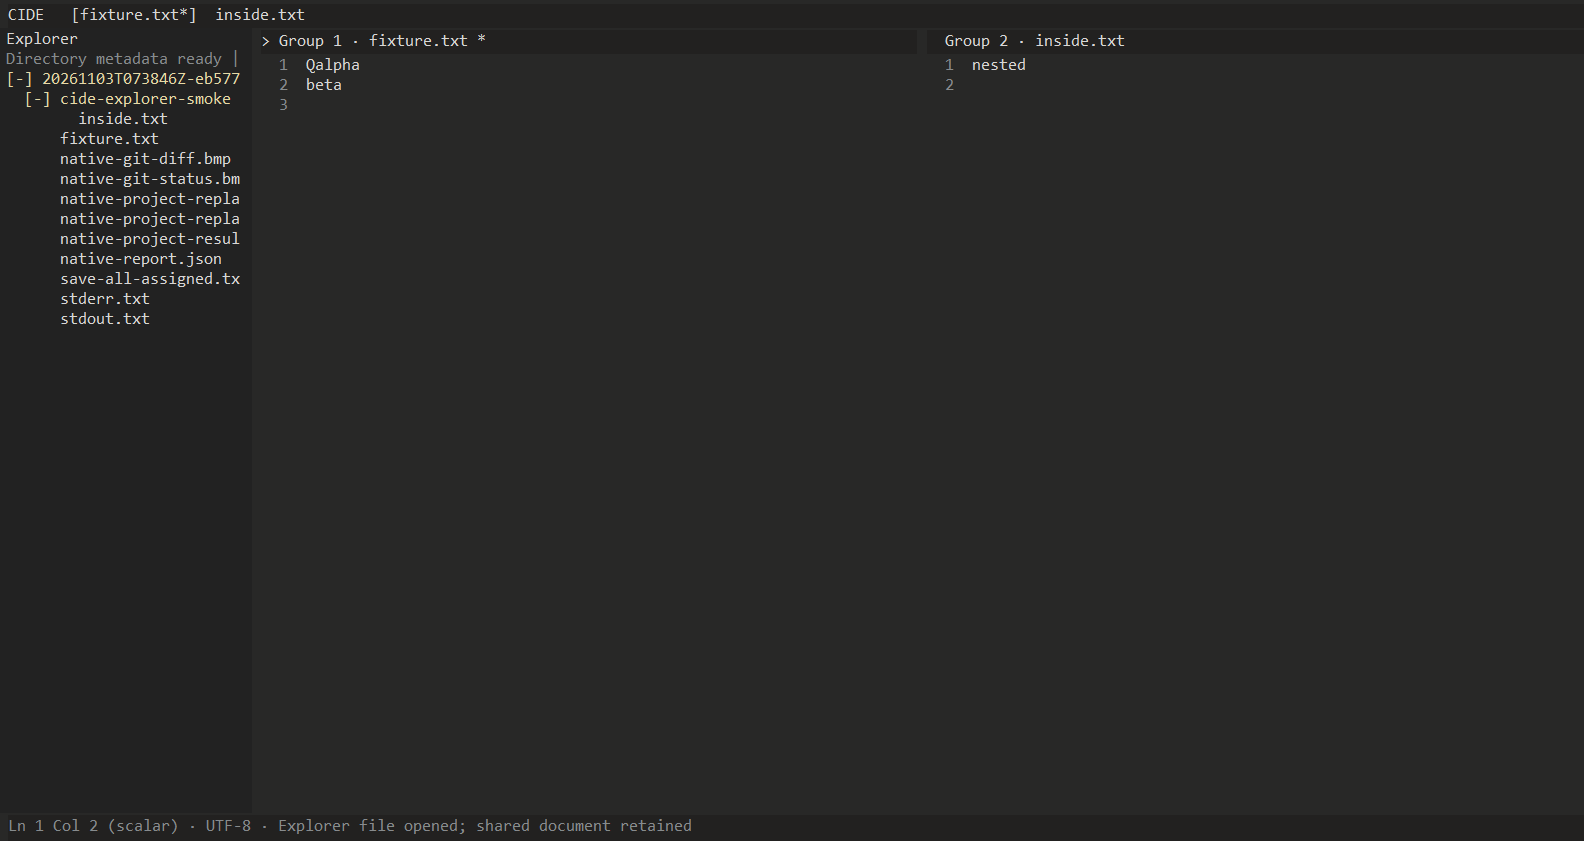 CIDE   [fixture.txt*]  inside.txt
Explorer
Directory metadata ready |
[-] 20261103T073846Z-eb577
[-] cide-explorer-smoke
inside.txt
fixture.txt
native-git-diff.bmp
native-git-status.bm
native-project-repla
native-project-repla
native-project-resul
native-report.json
save-all-assigned.tx
stderr.txt
stdout.txt
> Group 1 · fixture.txt *
1 Qalpha
2 beta
3
Group 2 · inside.txt
1 nested
2
Ln 1 Col 2 (scalar) · UTF-8 · Explorer file opened; shared document retained